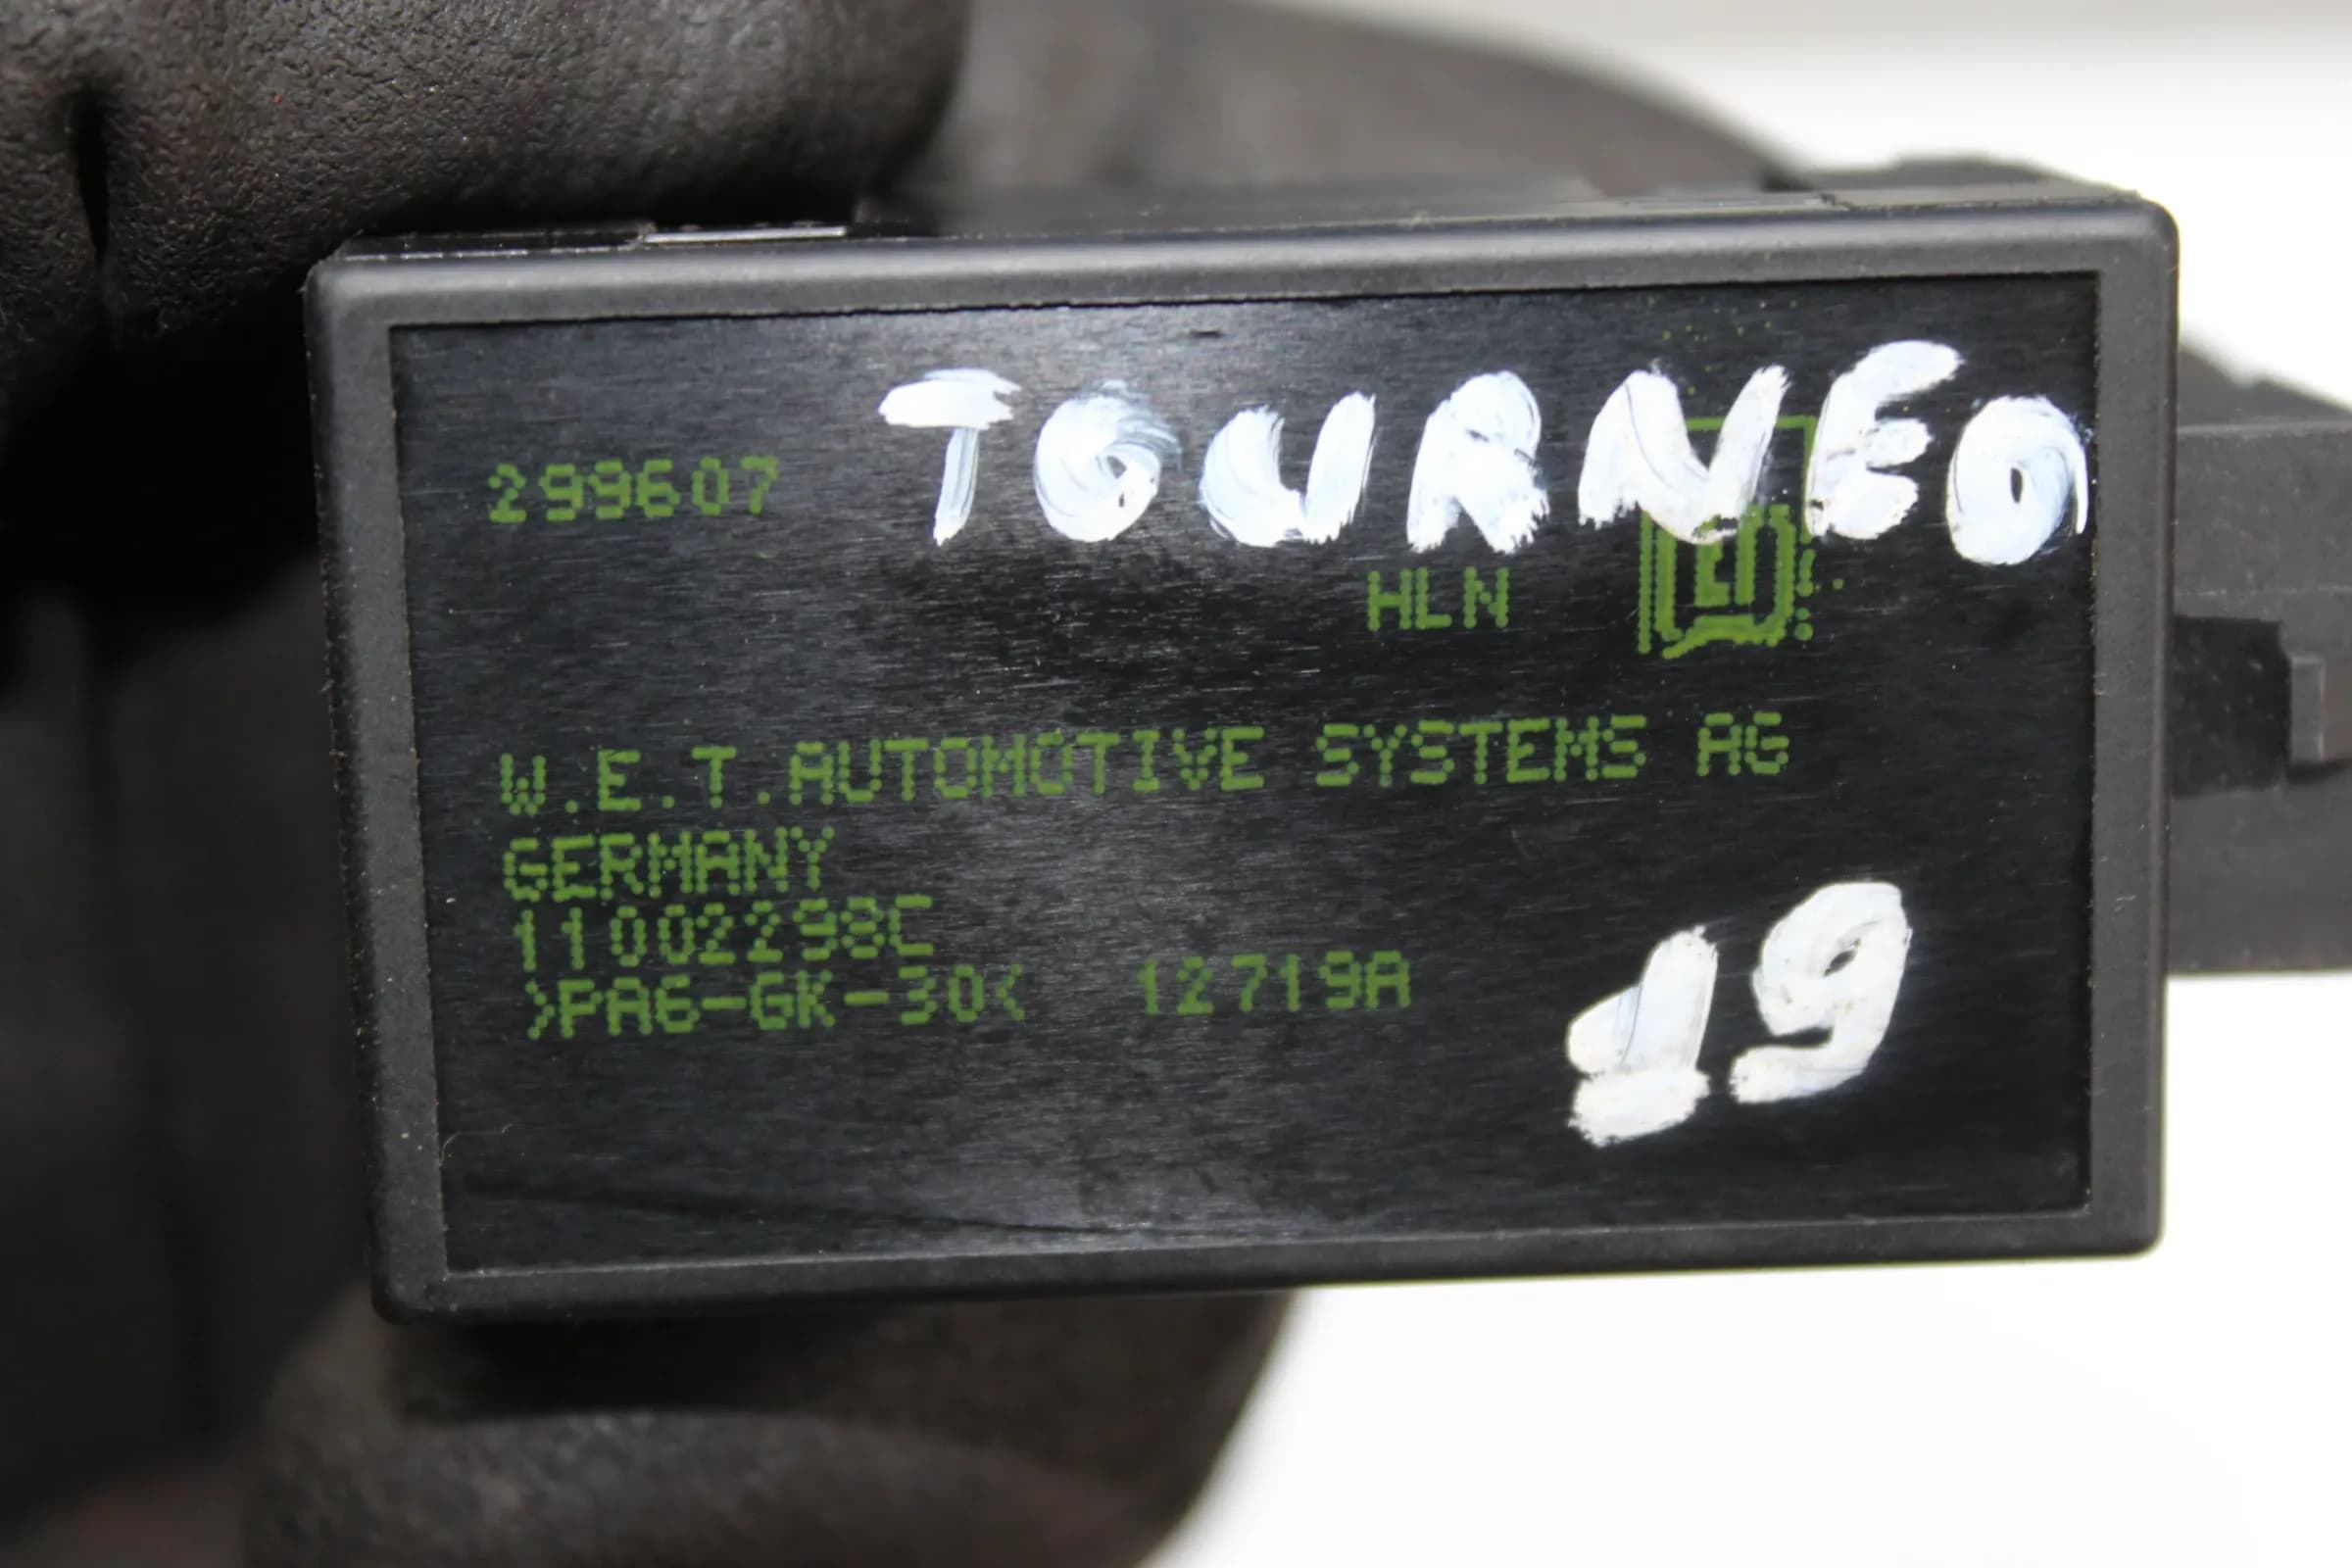 TOURNEO
299607
HLN
W.E.T.AUTOMOTIVE SYSTEMS AG
GERMANY
11002298C
>PA6-GK-30< 12719A
19